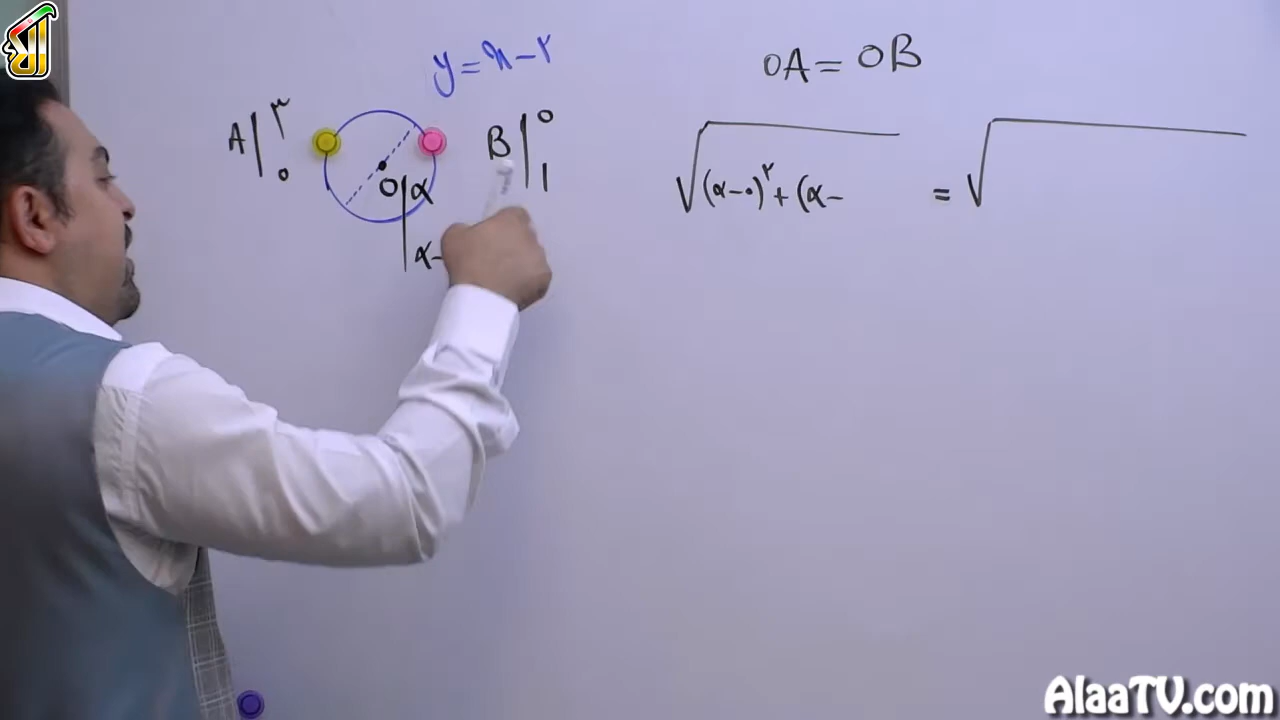 y = x - ۲
OA = OB
A | ۳ ۰
B | ۰ ۱
O | α α-
√(α-۰)^۲ + (α- = √
AlaaTV.com